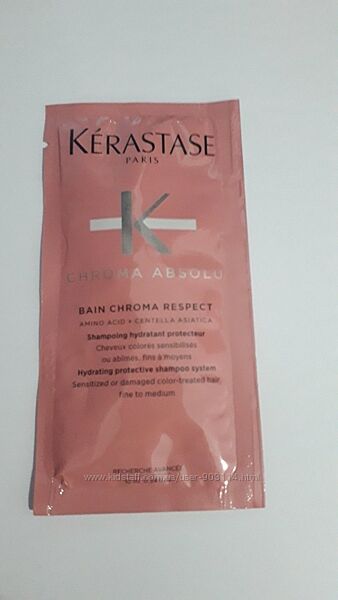 KÉRASTASE
PARIS
K
CHROMA ABSOLU
BAIN CHROMA RESPECT
AMINO ACID + CENTELLA ASIATICA
Shampoing hydratant protecteur
Cheveux colorés sensibilisés
ou abîmés, fins à moyens
Hydrating protective shampoo system
Sensitized or damaged color-treated hair,
fine to medium
RECHERCHE AVANCÉE